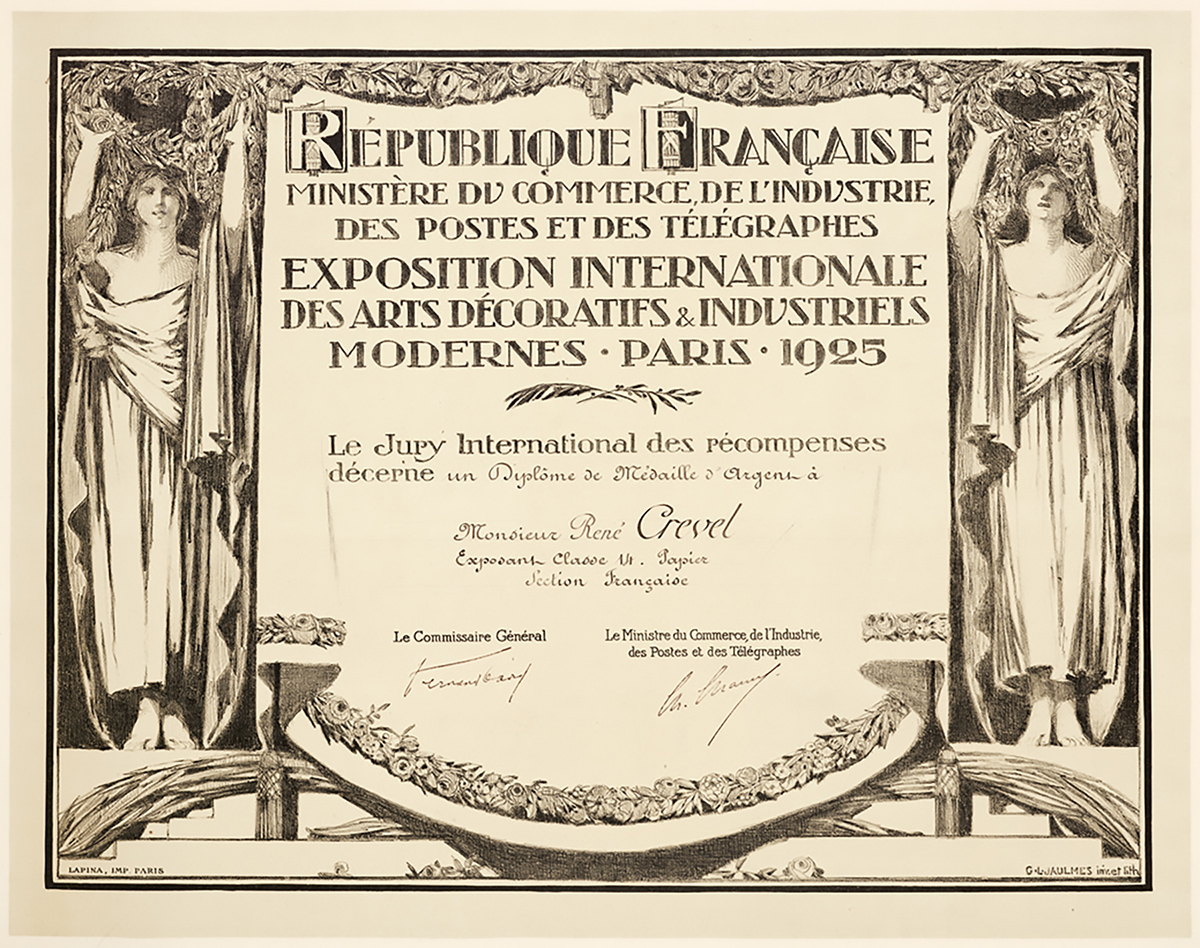 RÉPUBLIQUE FRANÇAISE
MINISTÈRE DV COMMERCE, DE L'INDVSTRIE,
DES POSTES ET DES TÉLÉGRAPHES
EXPOSITION INTERNATIONALE
DES ARTS DÉCORATIFS & INDVSTRIELS
MODERNES · PARIS · 1925
Le Jury International des récompenses
décerne un Diplôme de Médaille d'Argent à
Monsieur René Crevel
Exposant Classe 14. Papier
Section Française
Le Commissaire Général
Le Ministre du Commerce, de l'Industrie,
des Postes et des Télégraphes
LAPINA, IMP. PARIS
G·L·JAULMES inv. et lith